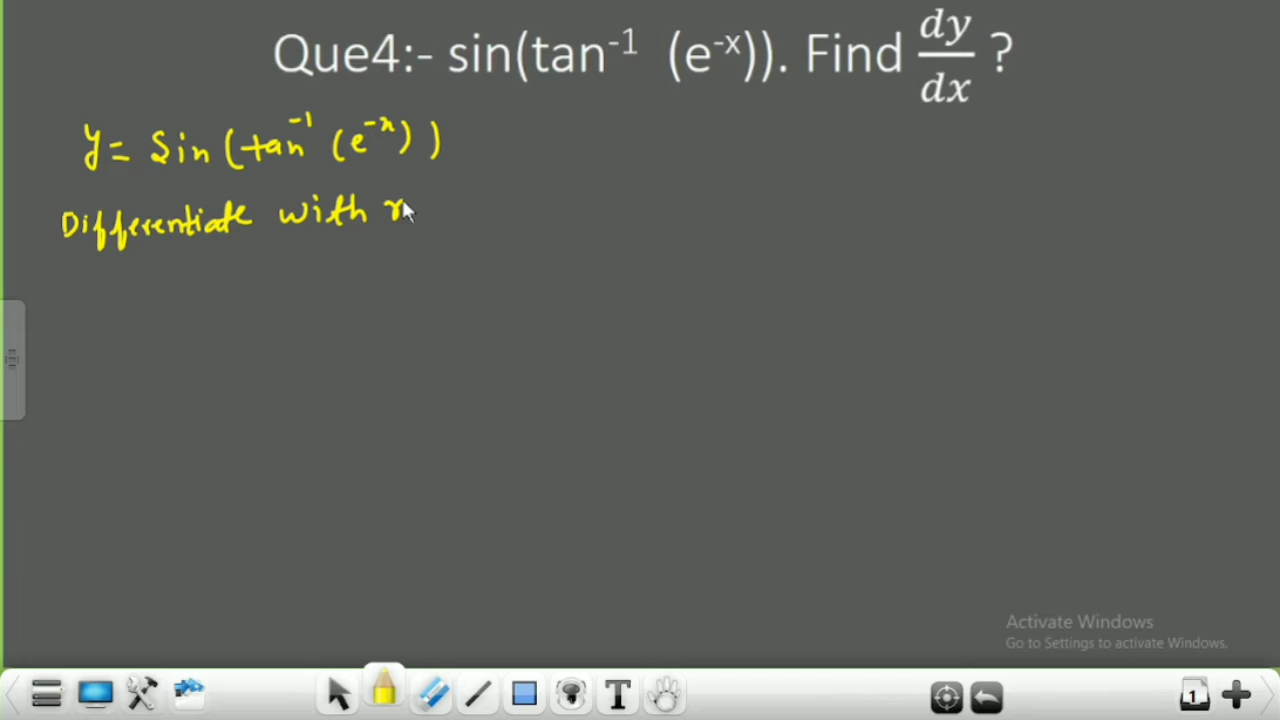 Que4:- sin(tan⁻¹ (e⁻ˣ)). Find dy/dx ?
y = Sin (tan⁻¹ (e⁻ˣ))
Differentiate with r
Activate Windows
Go to Settings to activate Windows.
T
1